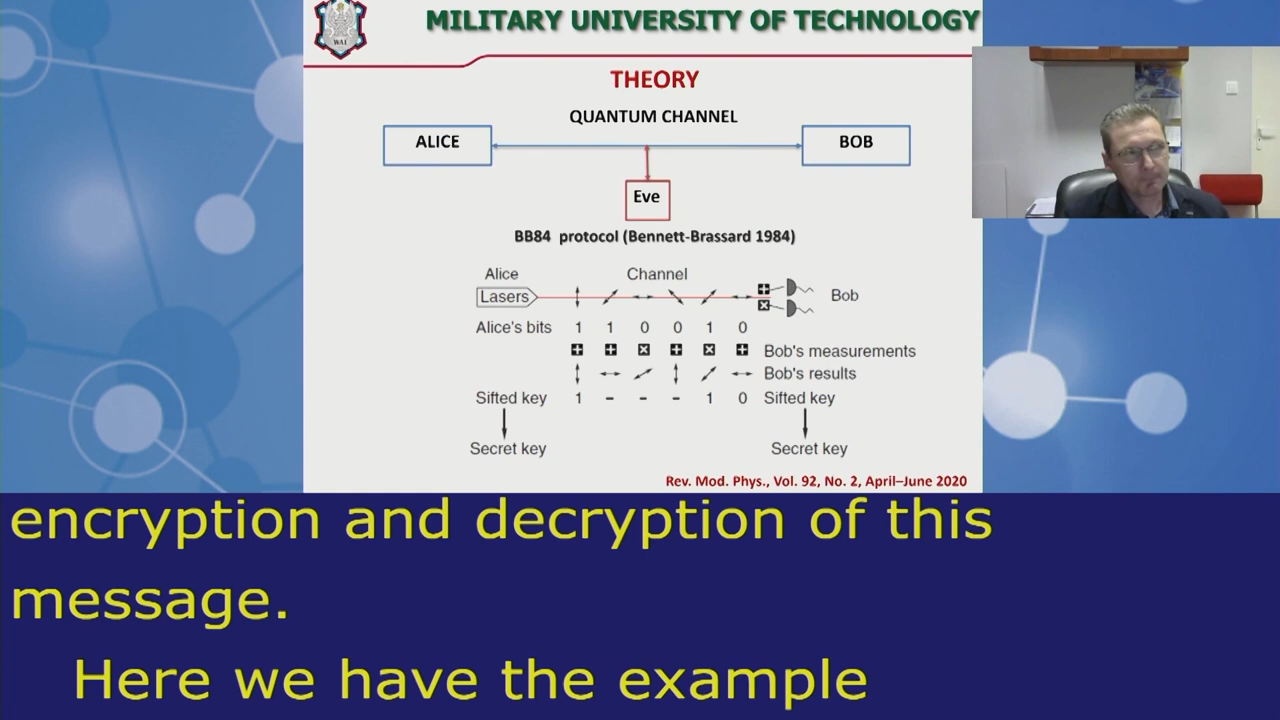 MILITARY UNIVERSITY OF TECHNOLOGY
WAT
THEORY
QUANTUM CHANNEL
ALICE
BOB
Eve
BB84 protocol (Bennett-Brassard 1984)
Alice Channel
Lasers
Bob
Alice's bits 1 1 0 0 1 0
Bob's measurements
Bob's results
Sifted key 1 - - - 1 0 Sifted key
Secret key Secret key
Rev. Mod. Phys., Vol. 92, No. 2, April–June 2020
encryption and decryption of this
message.
Here we have the example